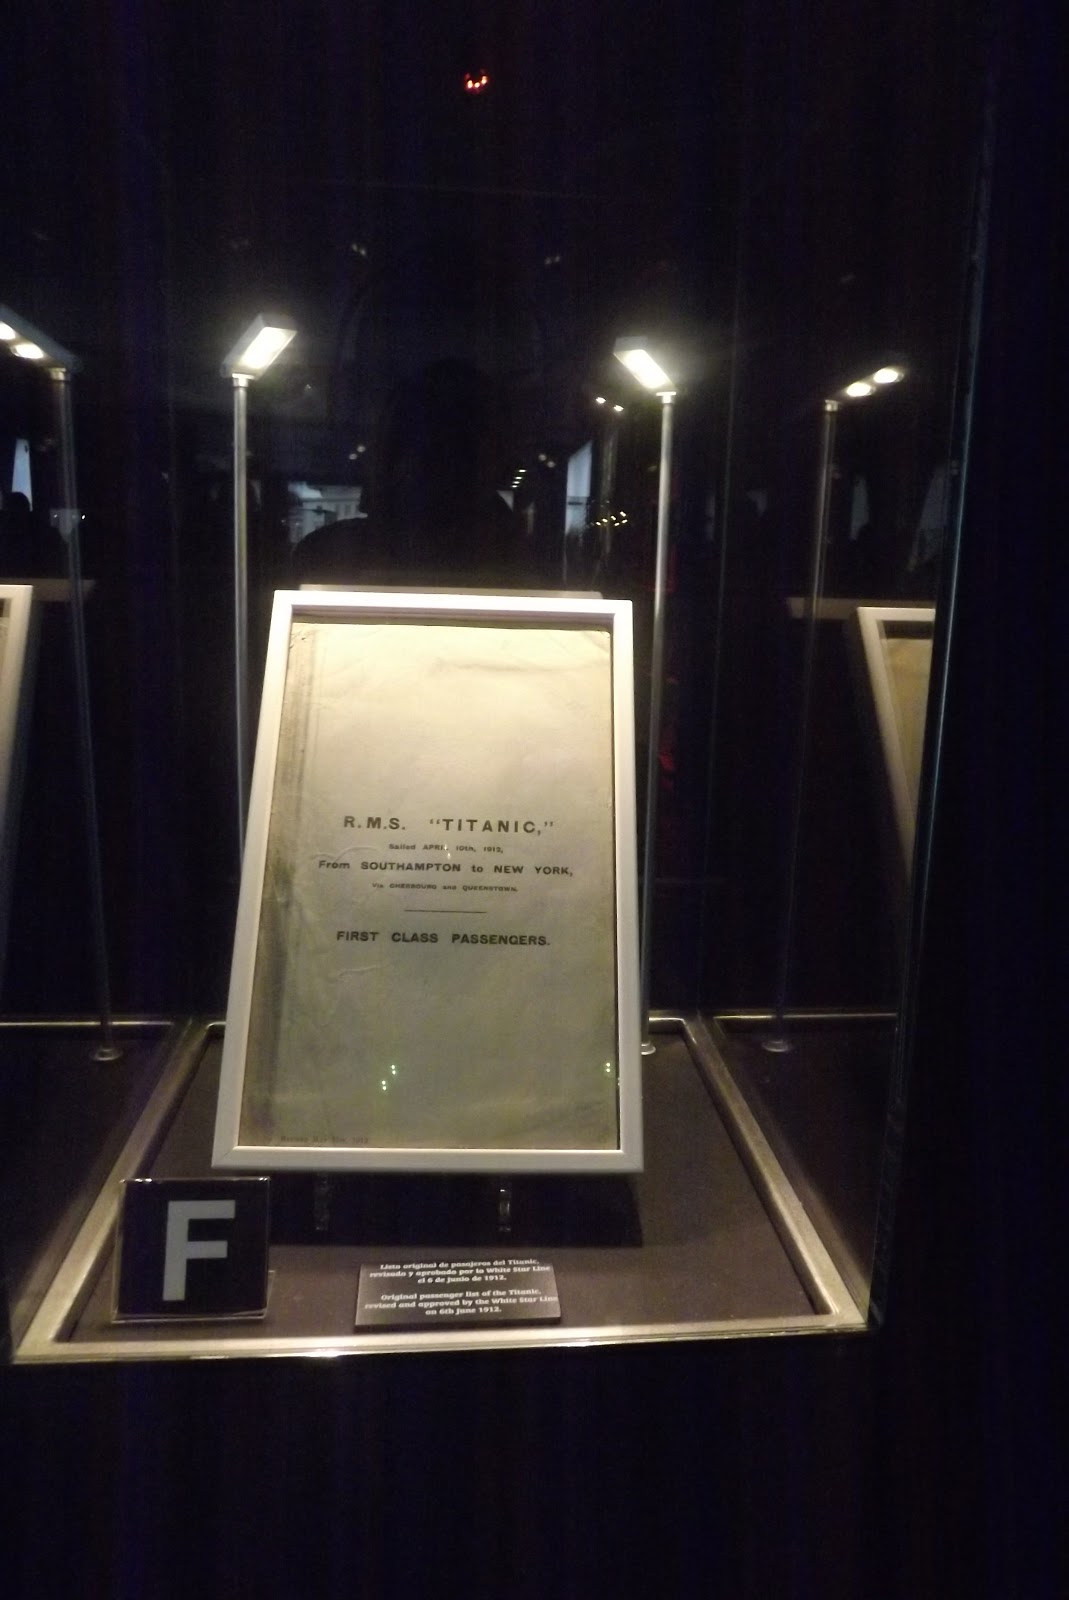 R.M.S. "TITANIC,"
Sailed APRIL 10th, 1912,
From SOUTHAMPTON to NEW YORK,
Via CHERBOURG and QUEENSTOWN.
FIRST CLASS PASSENGERS.
F
Lista original de pasajeros del Titanic,
revisada y aprobada por la White Star Line
el 6 de junio de 1912.
Original passenger list of the Titanic,
revised and approved by the White Star Line
on 6th June 1912.